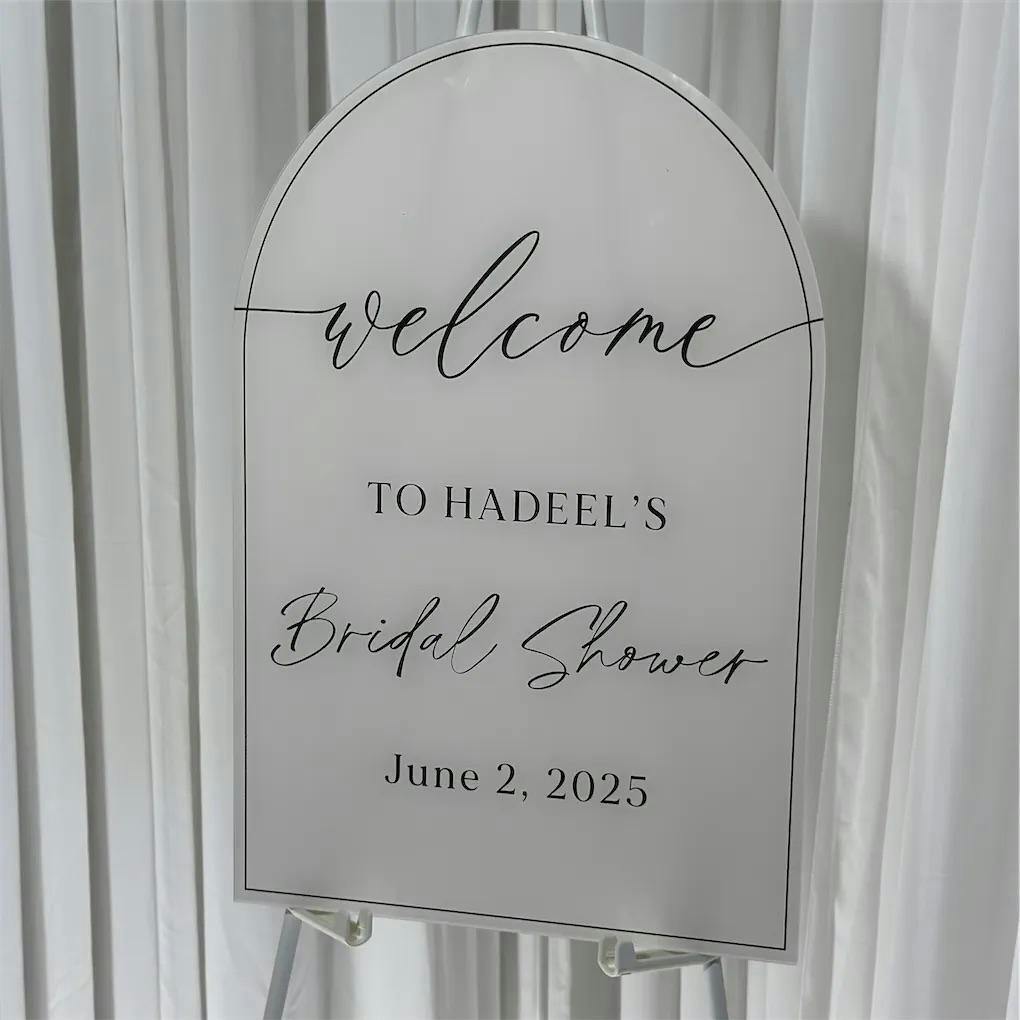 welcome
TO HADEEL’S
Bridal Shower
June 2, 2025